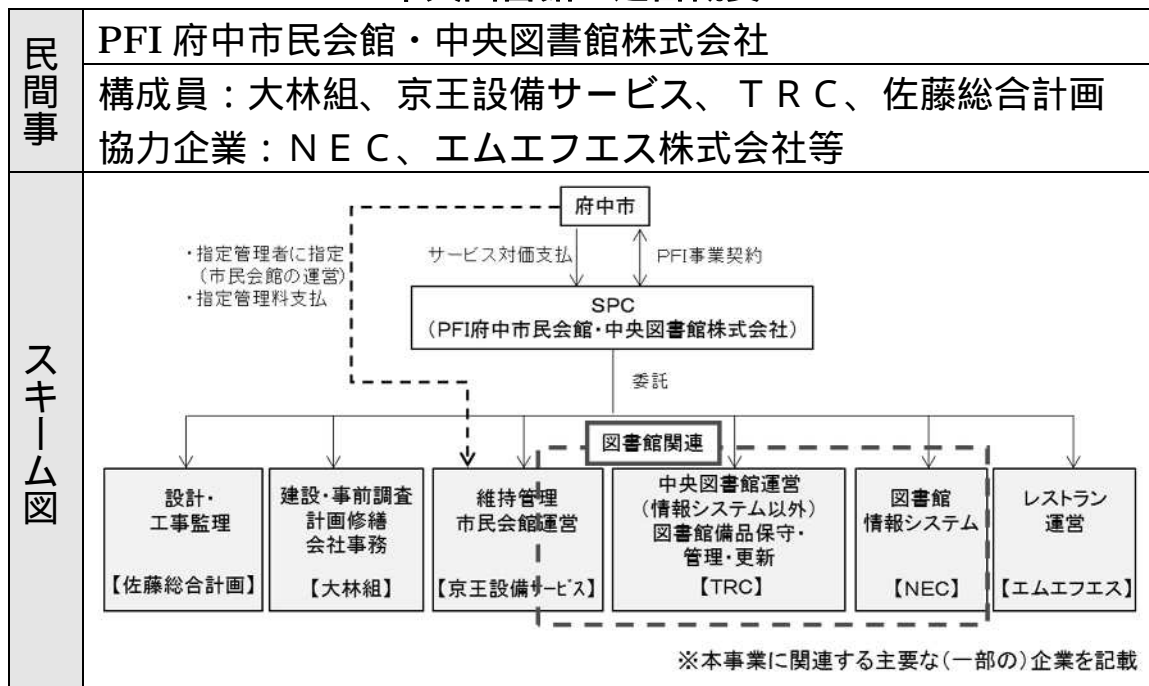 民間事
PFI 府中市民会館・中央図書館株式会社
構成員：大林組、京王設備サービス、ＴＲＣ、佐藤総合計画
協力企業：ＮＥＣ、エムエフエス株式会社等
スキーム図
府中市
・指定管理者に指定
（市民会館の運営）
・指定管理料支払
サービス対価支払
PFI事業契約
SPC
（PFI府中市民会館・中央図書館株式会社）
委託
図書館関連
設計・
工事監理
【佐藤総合計画】
建設・事前調査
計画修繕
会社事務
【大林組】
維持管理
市民会館運営
【京王設備サービス】
中央図書館運営
（情報システム以外）
図書館備品保守・
管理・更新
【TRC】
図書館
情報システム
【NEC】
レストラン
運営
【エムエフエス】
※本事業に関連する主要な（一部の）企業を記載